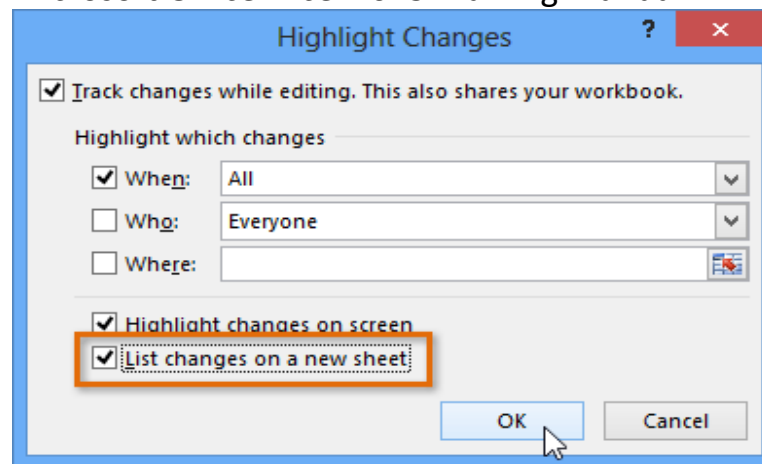 Highlight Changes ? ×
Track changes while editing. This also shares your workbook.
Highlight which changes
When: All
Who: Everyone
Where:
Highlight changes on screen
List changes on a new sheet
OK Cancel